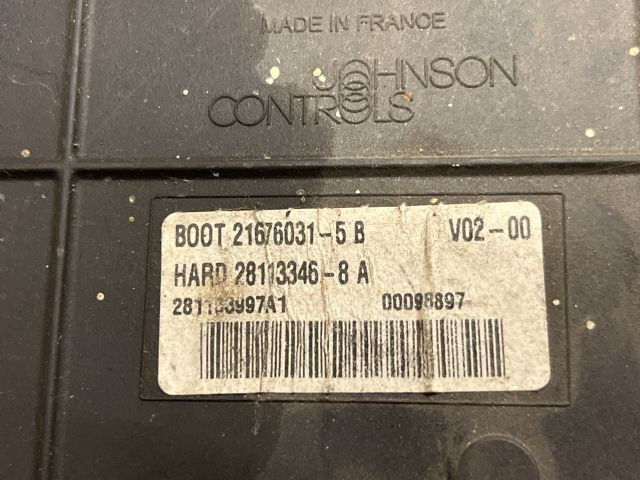 MADE IN FRANCE
JOHNSON
CONTROLS
BOOT 21676031-5 B V02-00
HARD 28113346-8 A
00098897